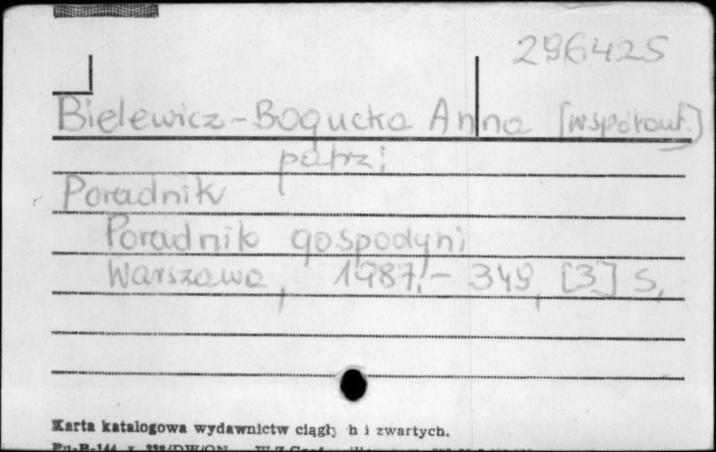 296425
Bielewicz-Bogucka Anna [współaut.]
patrz:
Poradnik
Poradnik gospodyni
Warszawa, 1987.- 349, [3] s.
Karta katalogowa wydawnictw ciągłych i zwartych.